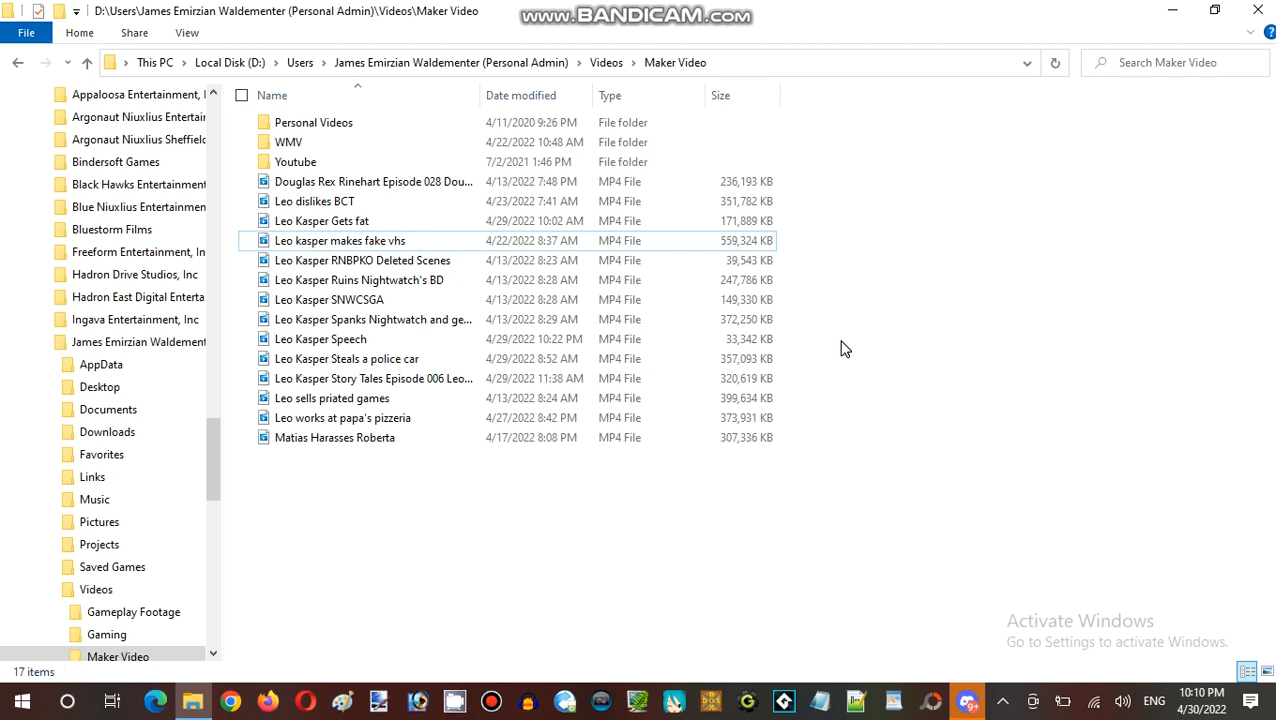 D:\Users\James Emirzian Waldementer (Personal Admin)\Videos\Maker Video
www.BANDICAM.com
File Home Share View
This PC > Local Disk (D:) > Users > James Emirzian Waldementer (Personal Admin) > Videos > Maker Video
Search Maker Video
Name Date modified Type Size
Personal Videos 4/11/2020 9:26 PM File folder
WMV 4/22/2022 10:48 AM File folder
Youtube 7/2/2021 1:46 PM File folder
Douglas Rex Rinehart Episode 028 Dou... 4/13/2022 7:48 PM MP4 File 236,193 KB
Leo dislikes BCT 4/23/2022 7:41 AM MP4 File 351,782 KB
Leo Kasper Gets fat 4/29/2022 10:02 AM MP4 File 171,889 KB
Leo kasper makes fake vhs 4/22/2022 8:37 AM MP4 File 559,324 KB
Leo Kasper RNBPKO Deleted Scenes 4/13/2022 8:23 AM MP4 File 39,543 KB
Leo Kasper Ruins Nightwatch's BD 4/13/2022 8:28 AM MP4 File 247,786 KB
Leo Kasper SNWCSGA 4/13/2022 8:28 AM MP4 File 149,330 KB
Leo Kasper Spanks Nightwatch and ge... 4/13/2022 8:29 AM MP4 File 372,250 KB
Leo Kasper Speech 4/29/2022 10:22 PM MP4 File 33,342 KB
Leo Kasper Steals a police car 4/29/2022 8:52 AM MP4 File 357,093 KB
Leo Kasper Story Tales Episode 006 Leo... 4/29/2022 11:38 AM MP4 File 320,619 KB
Leo sells priated games 4/13/2022 8:24 AM MP4 File 399,634 KB
Leo works at papa's pizzeria 4/27/2022 8:42 PM MP4 File 373,931 KB
Matias Harasses Roberta 4/17/2022 8:08 PM MP4 File 307,336 KB
Appaloosa Entertainment, I
Argonaut Niuxlius Entertair
Argonaut Niuxlius Sheffield
Bindersoft Games
Black Hawks Entertainment
Blue Niuxlius Entertainmen
Bluestorm Films
Freeform Entertainment, In
Hadron Drive Studios, Inc
Hadron East Digital Enterta
Ingava Entertainment, Inc
James Emirzian Waldement
AppData
Desktop
Documents
Downloads
Favorites
Links
Music
Pictures
Projects
Saved Games
Videos
Gameplay Footage
Gaming
Maker Video
Activate Windows
Go to Settings to activate Windows.
17 items
9+
ENG
10:10 PM
4/30/2022